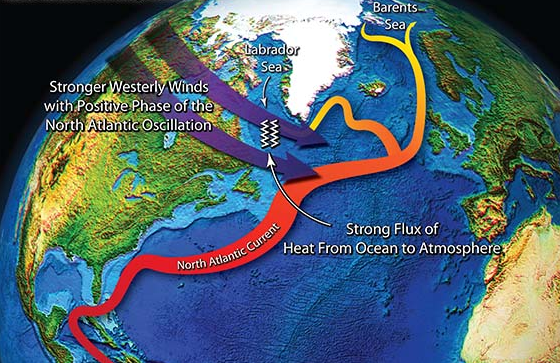 Barents
Sea
Labrador
Sea
Stronger Westerly Winds
with Positive Phase of the
North Atlantic Oscillation
Strong Flux of
Heat From Ocean to Atmosphere
North Atlantic Current